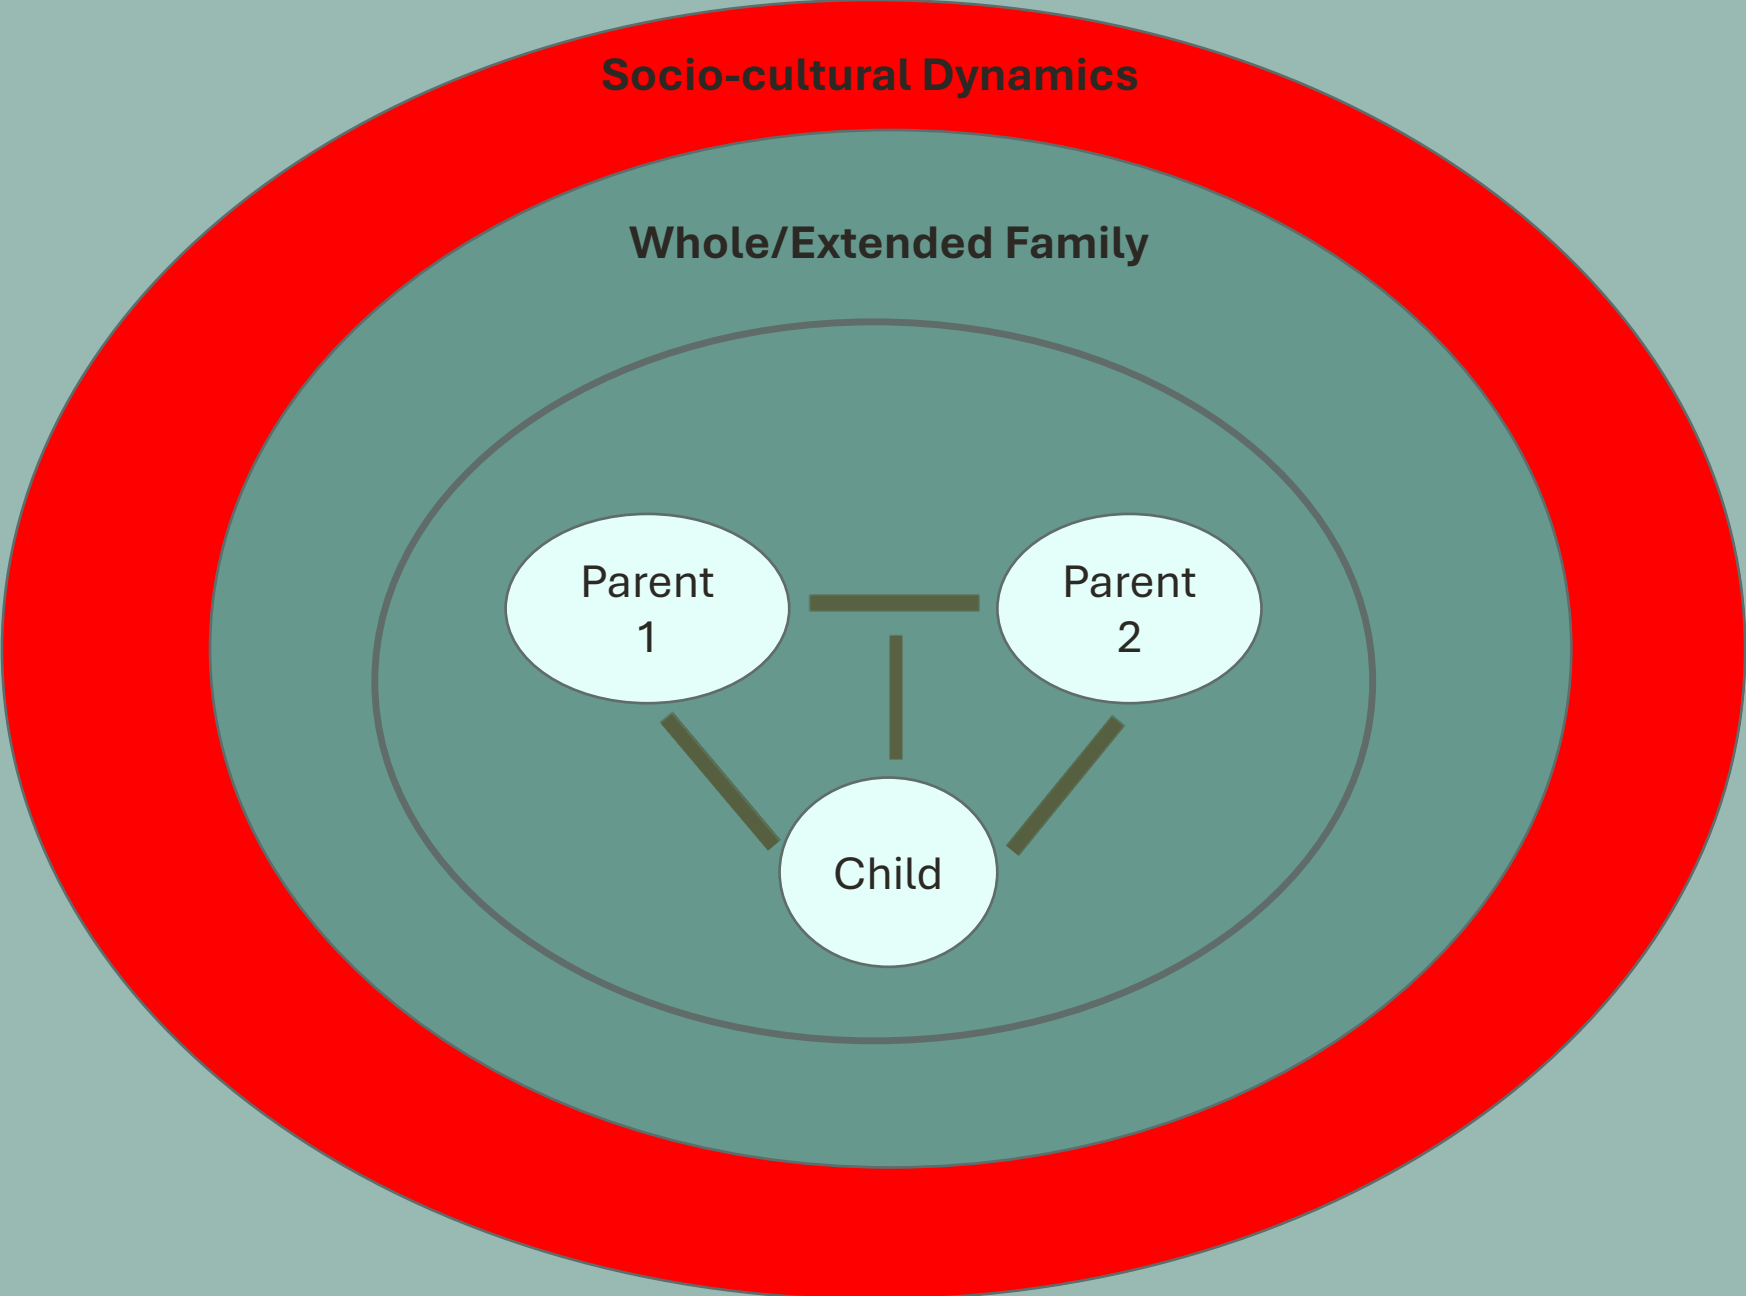 Socio-cultural Dynamics
Whole/Extended Family
Parent
1
Parent
2
Child